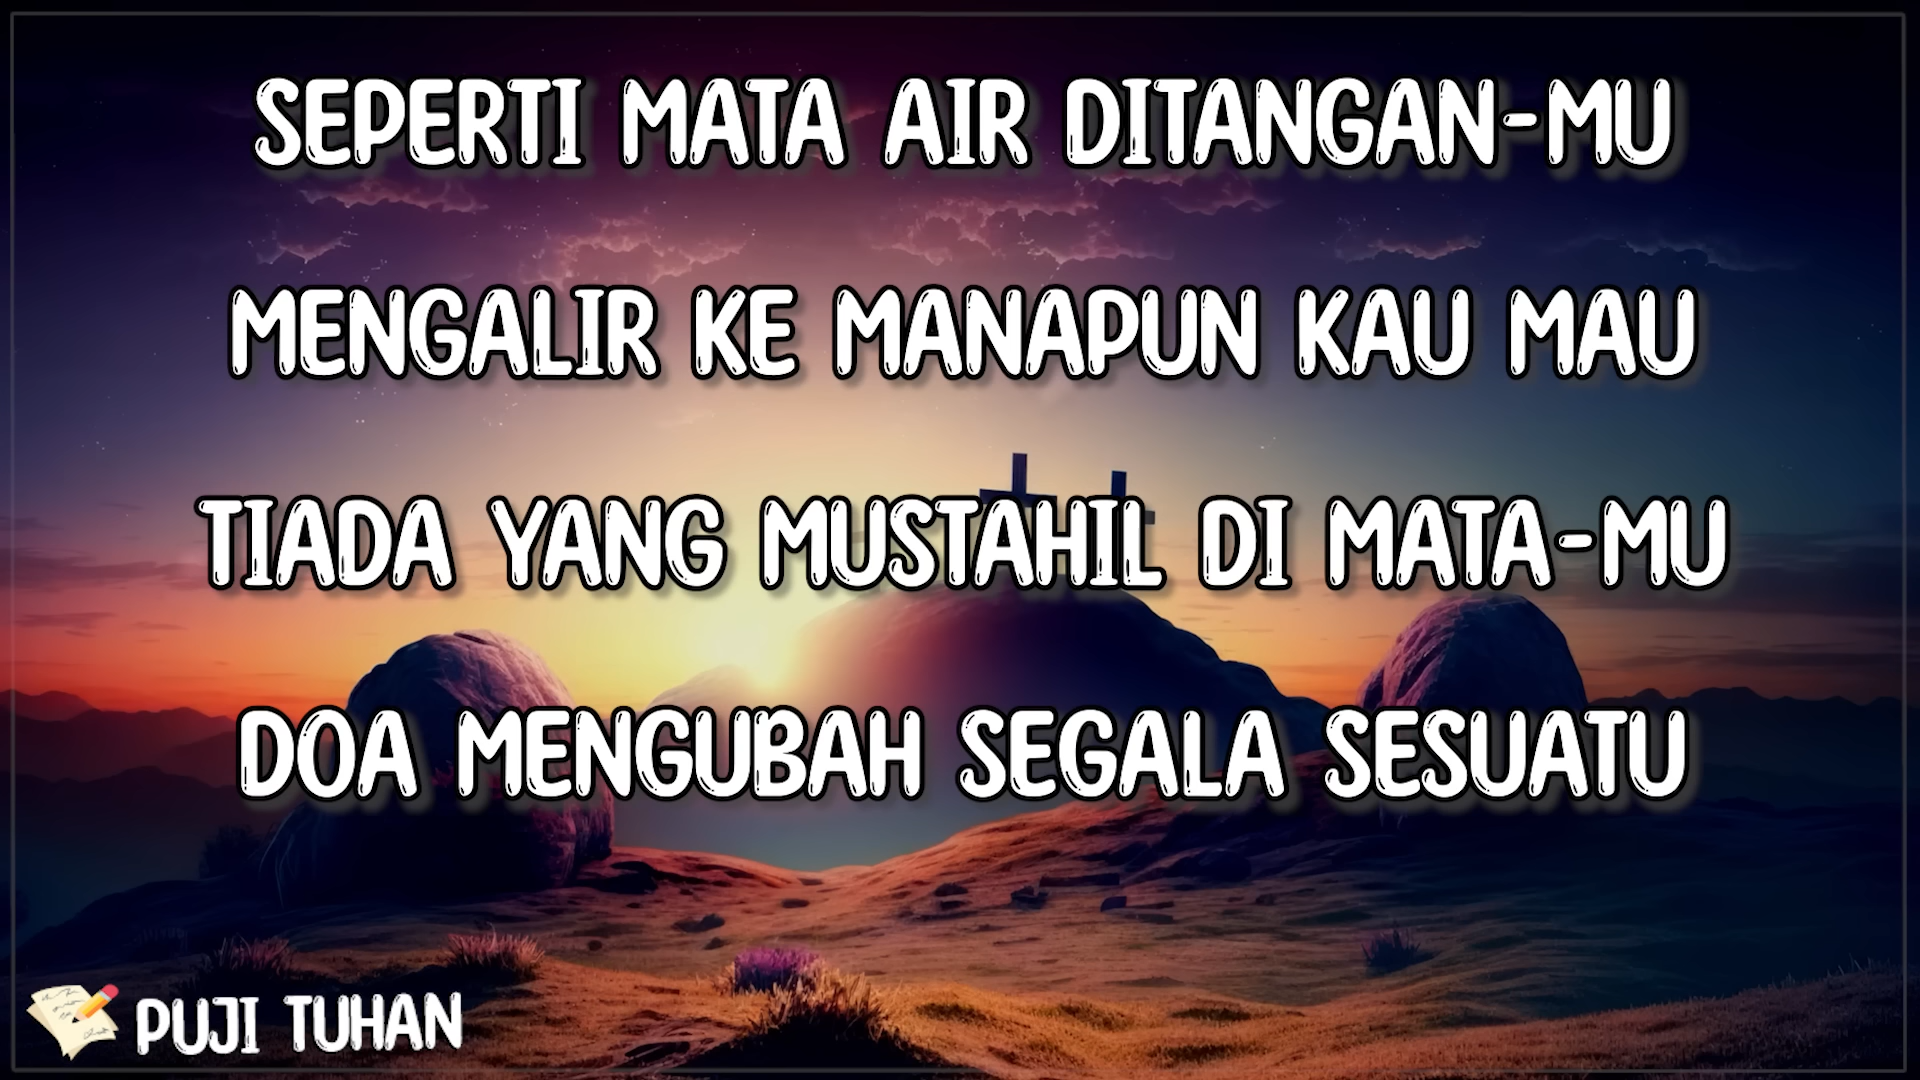 SEPERTI MATA AIR DITANGAN-MU
MENGALIR KE MANAPUN KAU MAU
TIADA YANG MUSTAHIL DI MATA-MU
DOA MENGUBAH SEGALA SESUATU
PUJI TUHAN